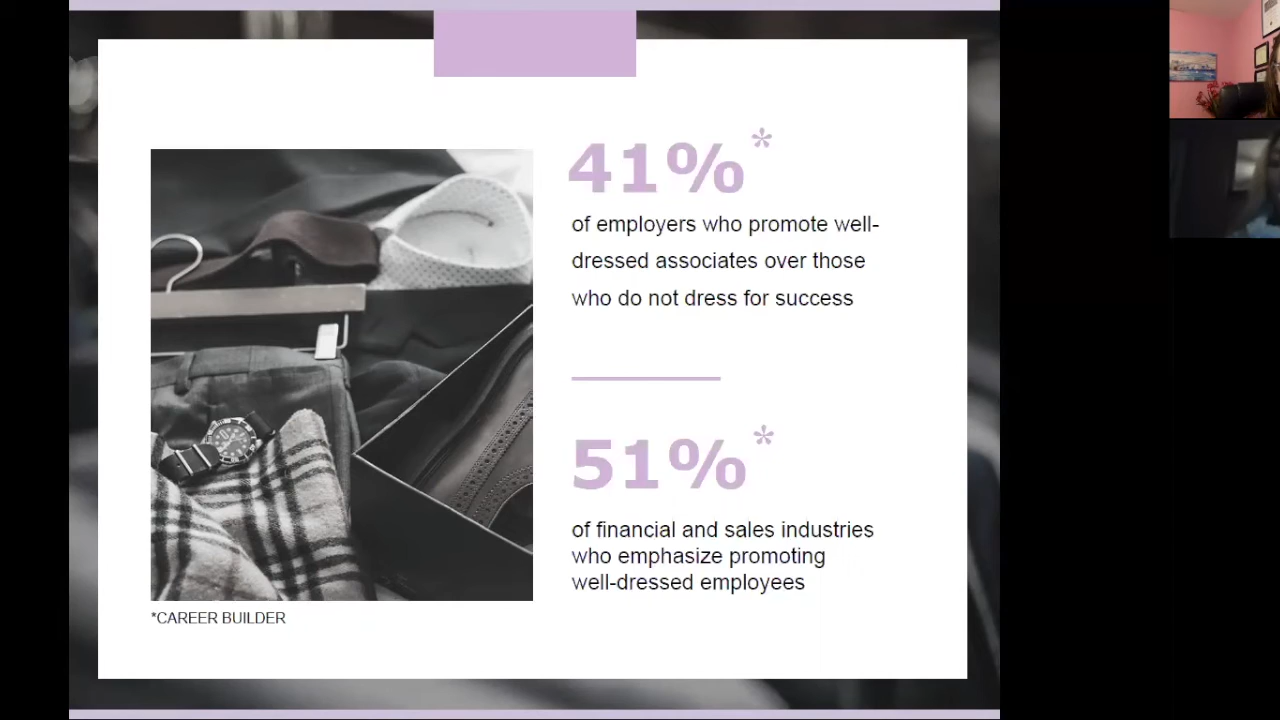 41%*
of employers who promote well-
dressed associates over those
who do not dress for success
51%*
of financial and sales industries
who emphasize promoting
well-dressed employees
*CAREER BUILDER